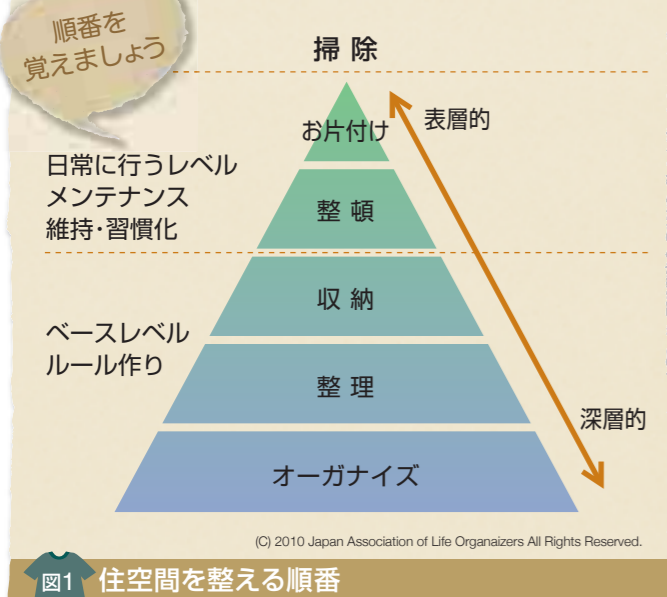 順番を
覚えましょう
掃除
お片付け
表層的
日常に行うレベル
メンテナンス
維持・習慣化
整頓
収納
ベースレベル
ルール作り
整理
深層的
オーガナイズ
(C) 2010 Japan Association of Life Organaizers All Rights Reserved.
図1 住空間を整える順番